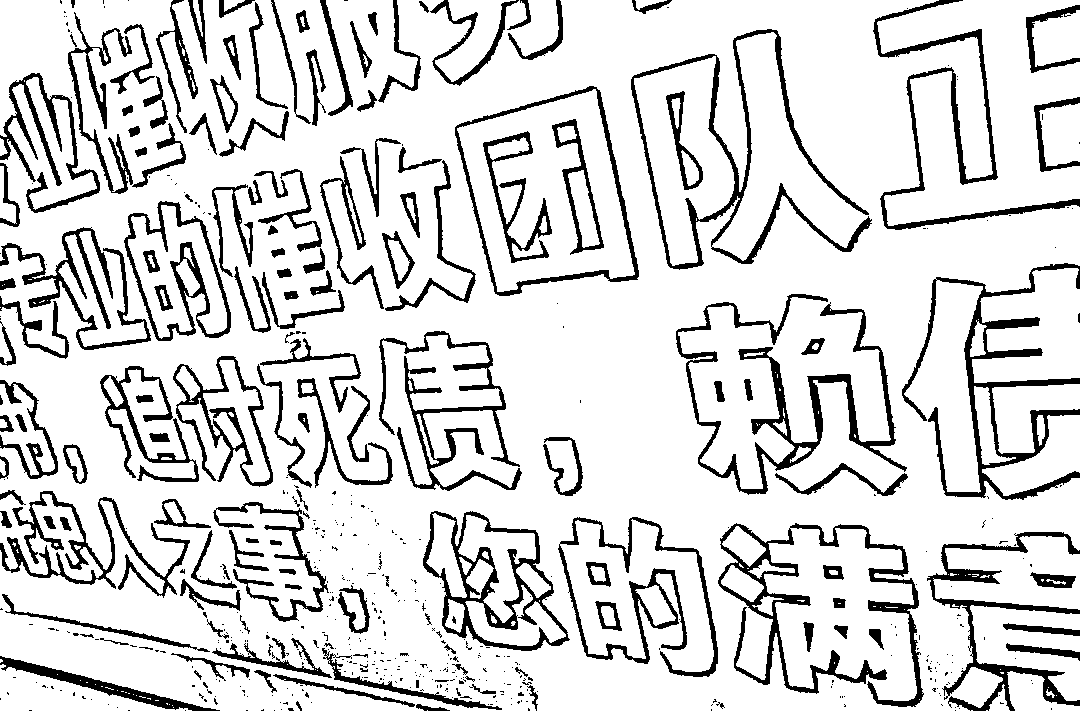 业催收服务
专业的催收团队 正
追讨死债， 赖债
人之事， 您的满意